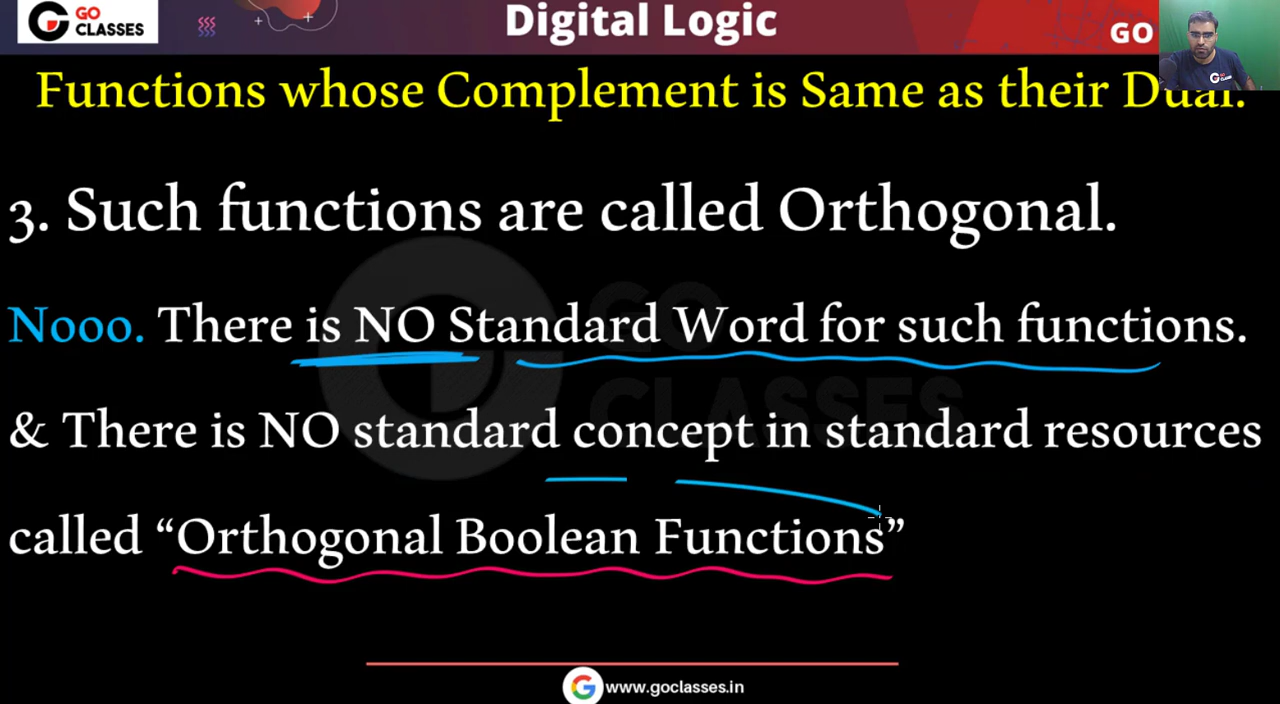 GO
CLASSES
Digital Logic
GO
Functions whose Complement is Same as their Dual.
3. Such functions are called Orthogonal.
Nooo. There is NO Standard Word for such functions.
& There is NO standard concept in standard resources
called “Orthogonal Boolean Functions”
GO
CLASSES
www.goclasses.in